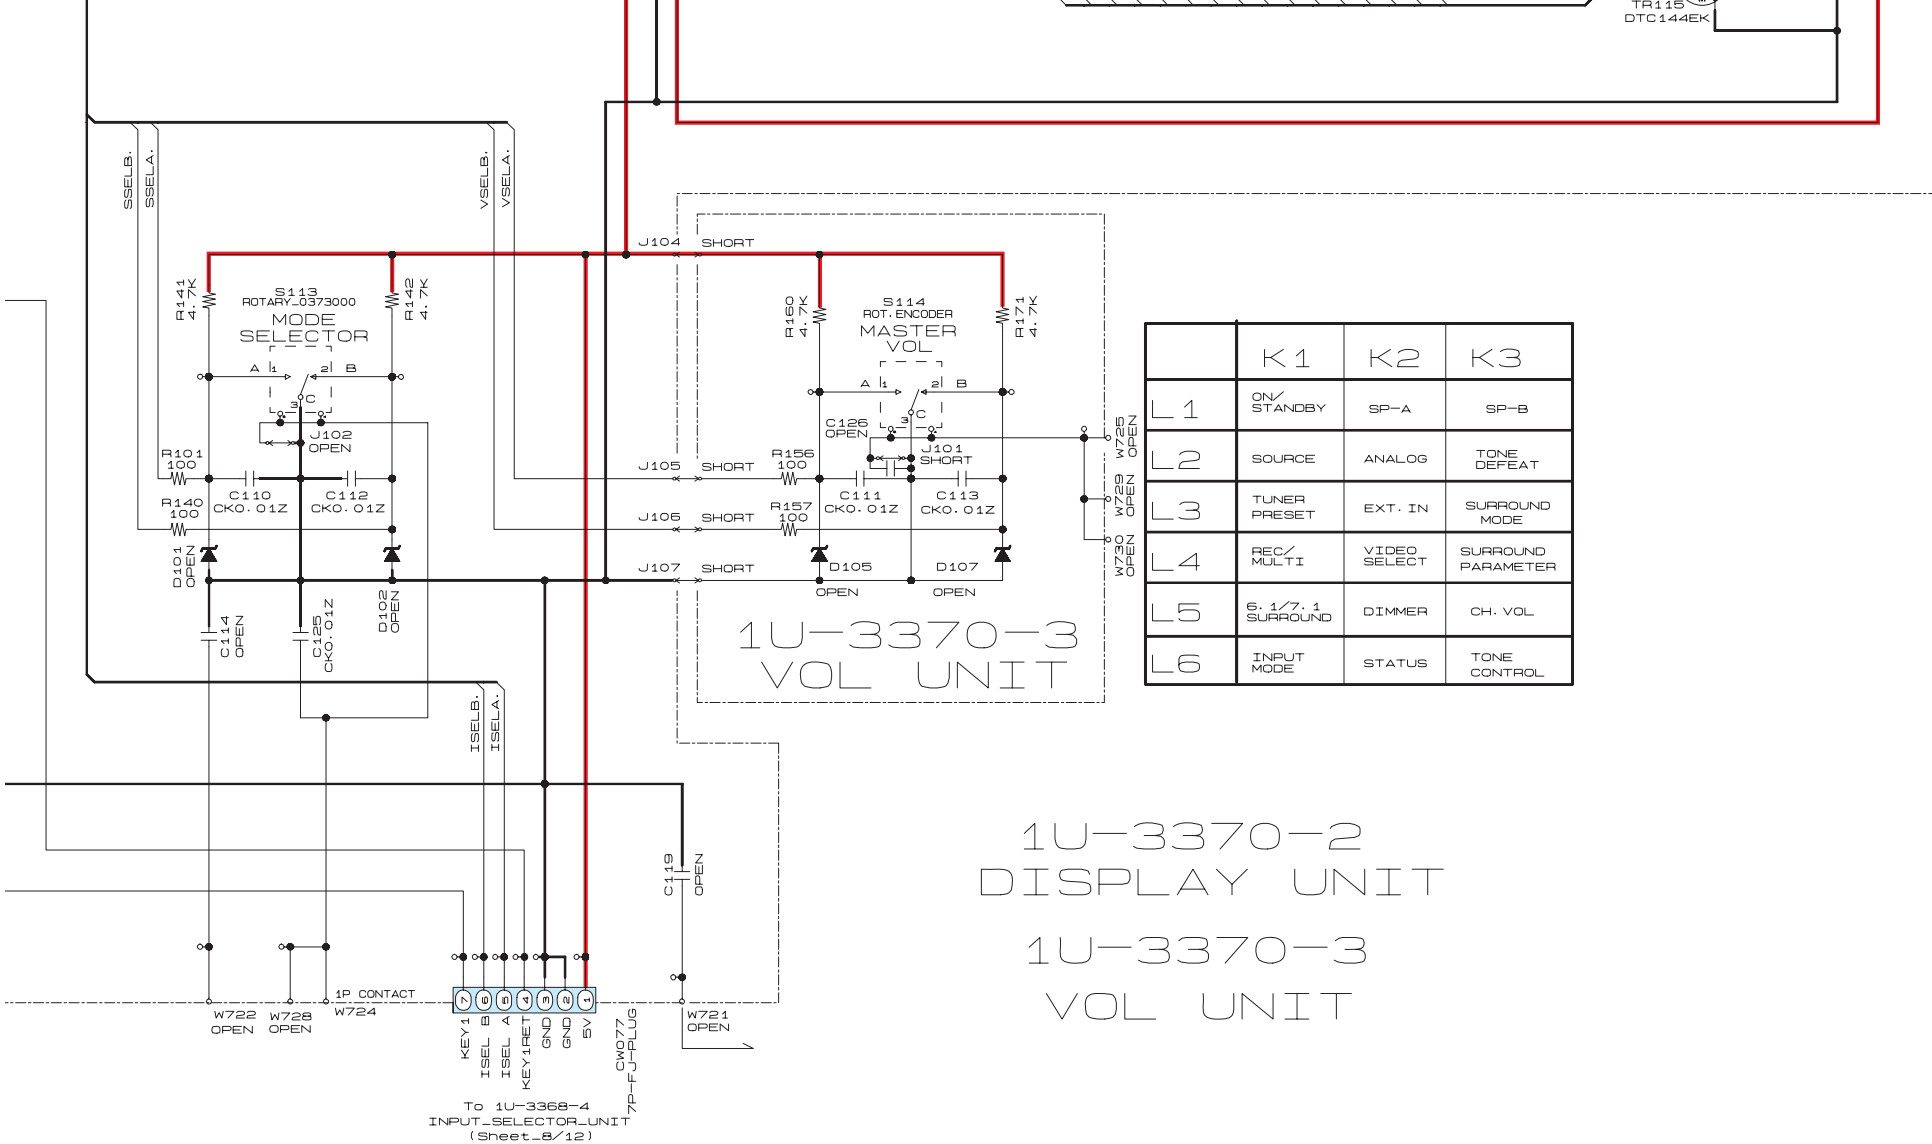 TR115
DTC144EK
SSELB.
SSELA.
VSELB.
VSELA.
J104 SHORT
R141
4.7K
S113
ROTARY_0373000
MODE
SELECTOR
R142
4.7K
A 1
2 B
3 C
J102
OPEN
R101
100
C110
CK0.01Z
C112
CK0.01Z
R140
100
D101
OPEN
D102
OPEN
C114
OPEN
C125
CK0.01Z
R160
4.7K
S114
ROT.ENCODER
MASTER
VOL
R171
4.7K
A 1
2 B
3 C
C126
OPEN
J101
SHORT
J105 SHORT
R156
100
C111
CK0.01Z
C113
CK0.01Z
J106 SHORT
R157
100
J107 SHORT
D105
OPEN
D107
OPEN
W725
OPEN
W729
OPEN
W730
OPEN
1U-3370-3
VOL UNIT
K1 K2 K3
L1 ON/STANDBY SP-A SP-B
L2 SOURCE ANALOG TONE DEFEAT
L3 TUNER PRESET EXT.IN SURROUND MODE
L4 REC/MULTI VIDEO SELECT SURROUND PARAMETER
L5 6.1/7.1 SURROUND DIMMER CH.VOL
L6 INPUT MODE STATUS TONE CONTROL
ISELB.
ISELA.
C119
OPEN
1U-3370-2
DISPLAY UNIT
1U-3370-3
VOL UNIT
1P CONTACT
W722
OPEN
W728
OPEN
W724
7 6 5 4 3 2 1
KEY1
ISEL B
ISEL A
KEY1RET
GND
GND
5V
CW077
7P-FJ-PLUG
W721
OPEN
To 1U-3368-4
INPUT_SELECTOR_UNIT
(Sheet_8/12)